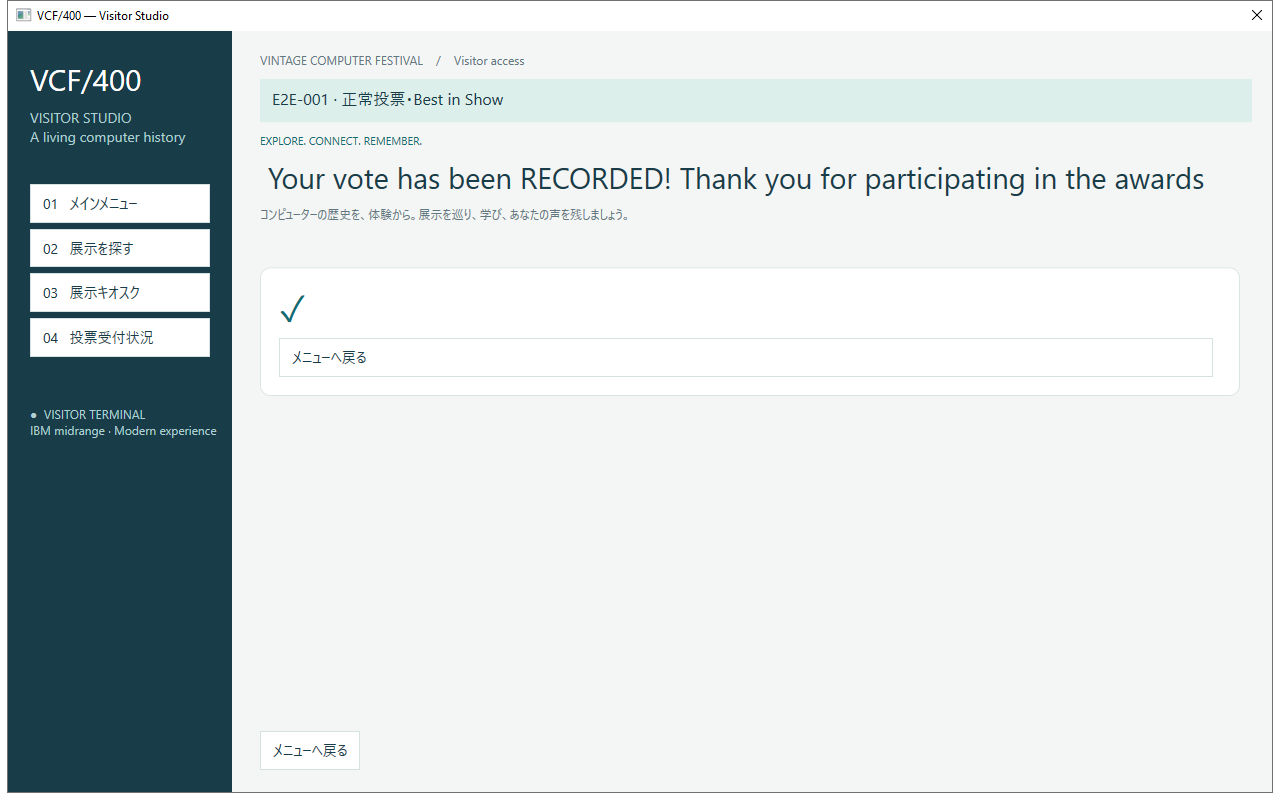 VCF/400 — Visitor Studio
VCF/400
VISITOR STUDIO
A living computer history
01 メインメニュー
02 展示を探す
03 展示キオスク
04 投票受付状況
● VISITOR TERMINAL
IBM midrange · Modern experience
VINTAGE COMPUTER FESTIVAL / Visitor access
E2E-001 · 正常投票・Best in Show
EXPLORE. CONNECT. REMEMBER.
Your vote has been RECORDED! Thank you for participating in the awards
コンピューターの歴史を、体験から。展示を巡り、学び、あなたの声を残しましょう。
✓
メニューへ戻る
メニューへ戻る